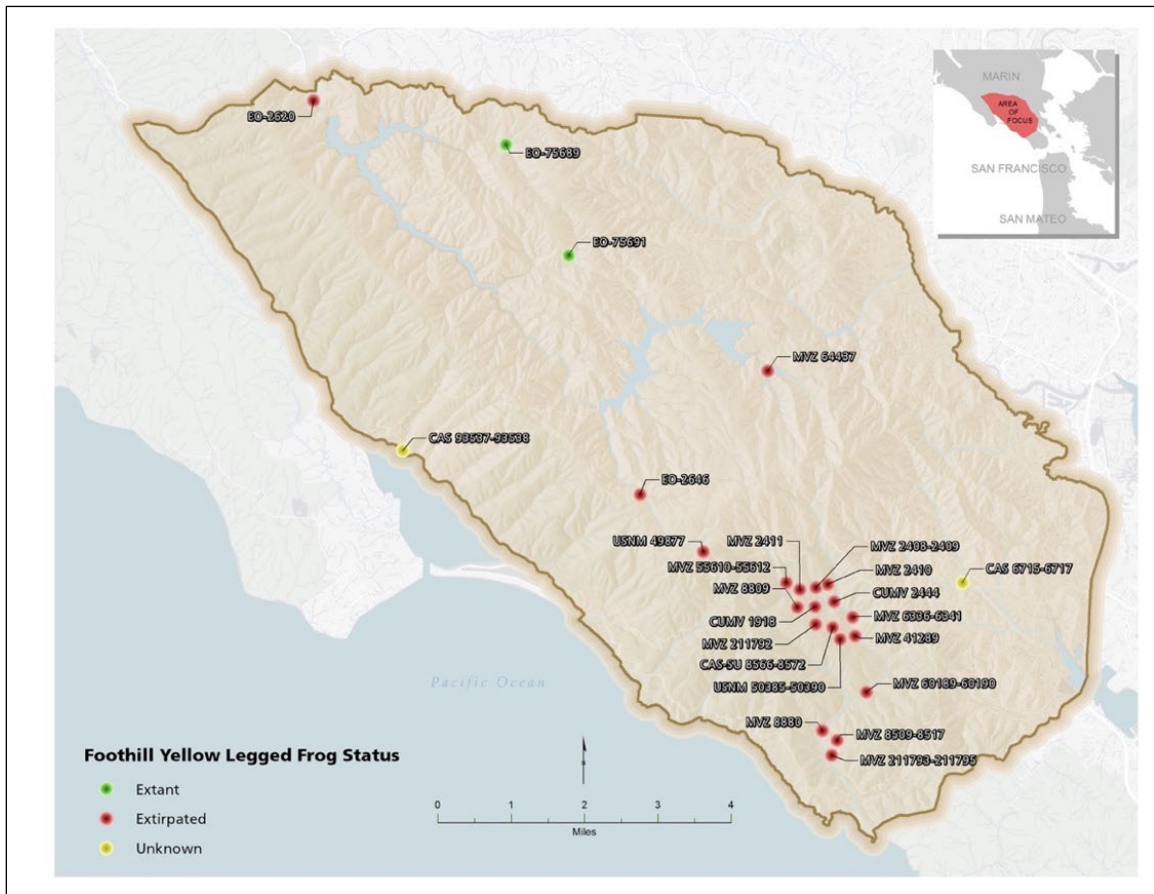 MARIN
AREA
OF
FOCUS
SAN FRANCISCO
SAN MATEO
EO-2620
EO-75689
EO-75691
MVZ 64437
CAS 93537-93538
EO-2646
USNM 49877
MVZ 2411
MVZ 2408-2409
MVZ 55610-55612
MVZ 2410
CAS 6715-6717
MVZ 8809
CUMV 2444
CUMV 1918
MVZ 6336-6341
MVZ 211792
MVZ 41289
CAS-SU 8566-8572
USNM 50385-50390
MVZ 60189-60190
Pacific Ocean
MVZ 8880
MVZ 8509-8517
MVZ 211793-211795
Foothill Yellow Legged Frog Status
Extant
Extirpated
Unknown
0 1 2 3 4
Miles